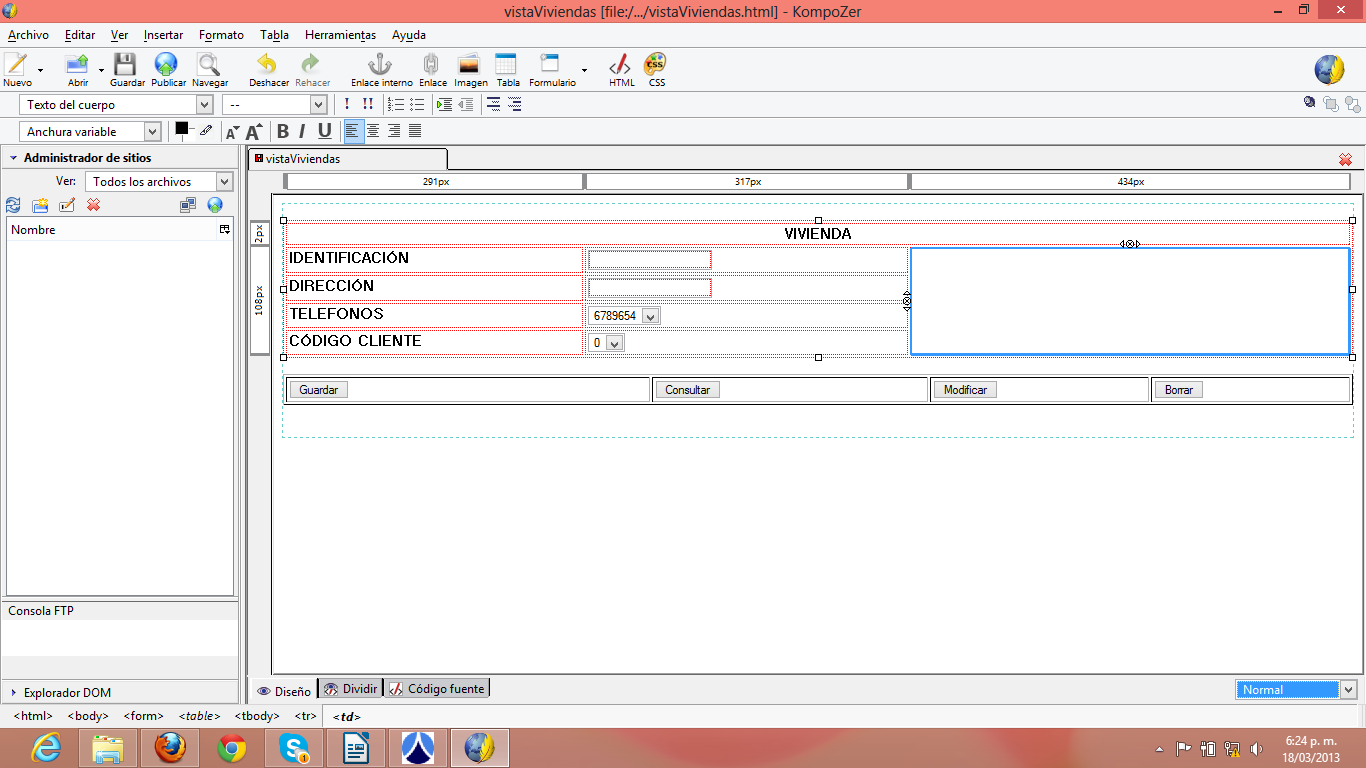 vistaViviendas [file:/.../vistaViviendas.html] - KompoZer
Archivo Editar Ver Insertar Formato Tabla Herramientas Ayuda
Nuevo Abrir Guardar Publicar Navegar Deshacer Rehacer Enlace interno Enlace Imagen Tabla Formulario HTML CSS
Texto del cuerpo -- ! !!
Anchura variable A A B I U
Administrador de sitios
Ver: Todos los archivos
Nombre
Consola FTP
Explorador DOM
vistaViviendas
291px 317px 434px
2px
108px
VIVIENDA
IDENTIFICACIÓN
DIRECCIÓN
TELEFONOS 6789654
CÓDIGO CLIENTE 0
Guardar Consultar Modificar Borrar
Diseño Dividir Código fuente Normal
<html> <body> <form> <table> <tbody> <tr> <td>
6:24 p. m.
18/03/2013